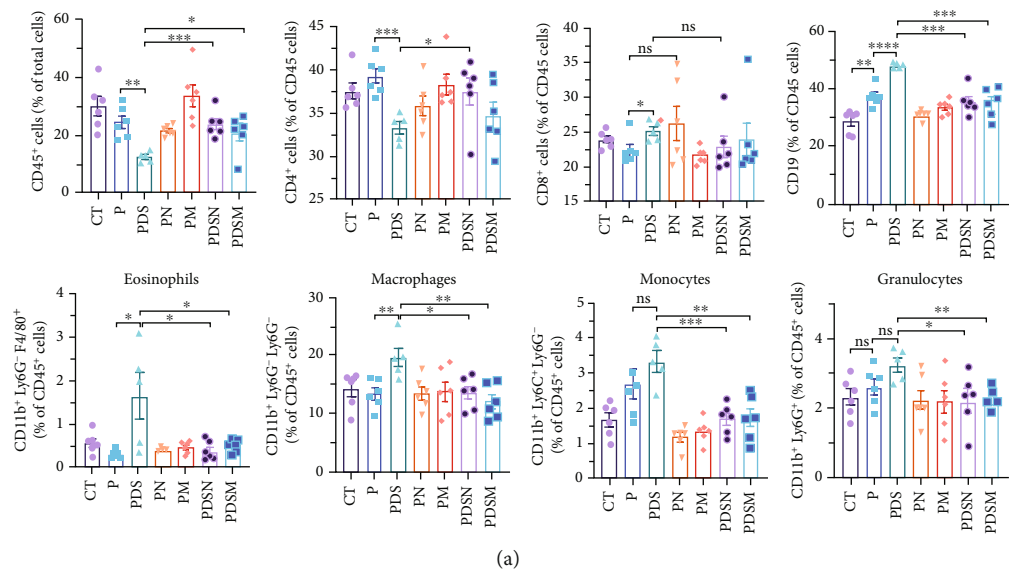 CD45⁺ cells (% of total cells)
60
40
20
0
**
***
*
CT
P
PDS
PN
PM
PDSN
PDSM
CD4⁺ cells (% of CD45 cells)
45
40
35
30
25
***
*
CT
P
PDS
PN
PM
PDSN
PDSM
CD8⁺ cells (% of CD45 cells)
40
35
30
25
20
15
*
ns
ns
CT
P
PDS
PN
PM
PDSN
PDSM
CD19 (% of CD45 cells)
60
40
20
0
**
****
***
***
CT
P
PDS
PN
PM
PDSN
PDSM
Eosinophils
CD11b⁺ Ly6G⁻ F4/80⁺
(% of CD45⁺ cells)
4
3
2
1
0
*
*
*
CT
P
PDS
PN
PM
PDSN
PDSM
Macrophages
CD11b⁺ Ly6G⁻ Ly6G⁻
(% of CD45⁺ cells)
30
20
10
0
**
*
**
CT
P
PDS
PN
PM
PDSN
PDSM
Monocytes
CD11b⁺ Ly6C⁺ Ly6G⁻
(% of CD45⁺ cells)
5
4
3
2
1
0
ns
***
**
CT
P
PDS
PN
PM
PDSN
PDSM
Granulocytes
CD11b⁺ Ly6G⁺ (% of CD45⁺ cells)
6
4
2
0
ns
ns
*
**
CT
P
PDS
PN
PM
PDSN
PDSM
(a)